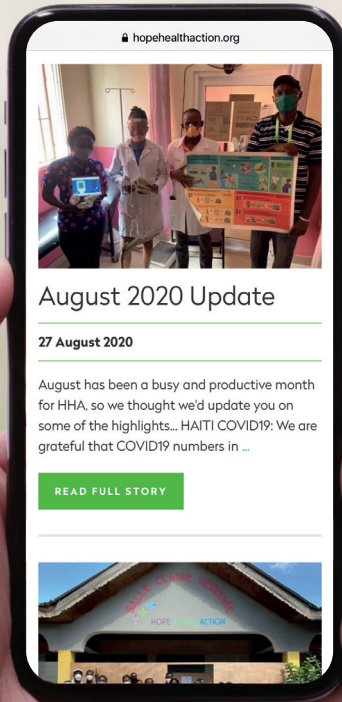 hopehealthaction.org
August 2020 Update
27 August 2020
August has been a busy and productive month
for HHA, so we thought we'd update you on
some of the highlights... HAITI COVID19: We are
grateful that COVID19 numbers in ...
READ FULL STORY
HOPE HEALTH ACTION